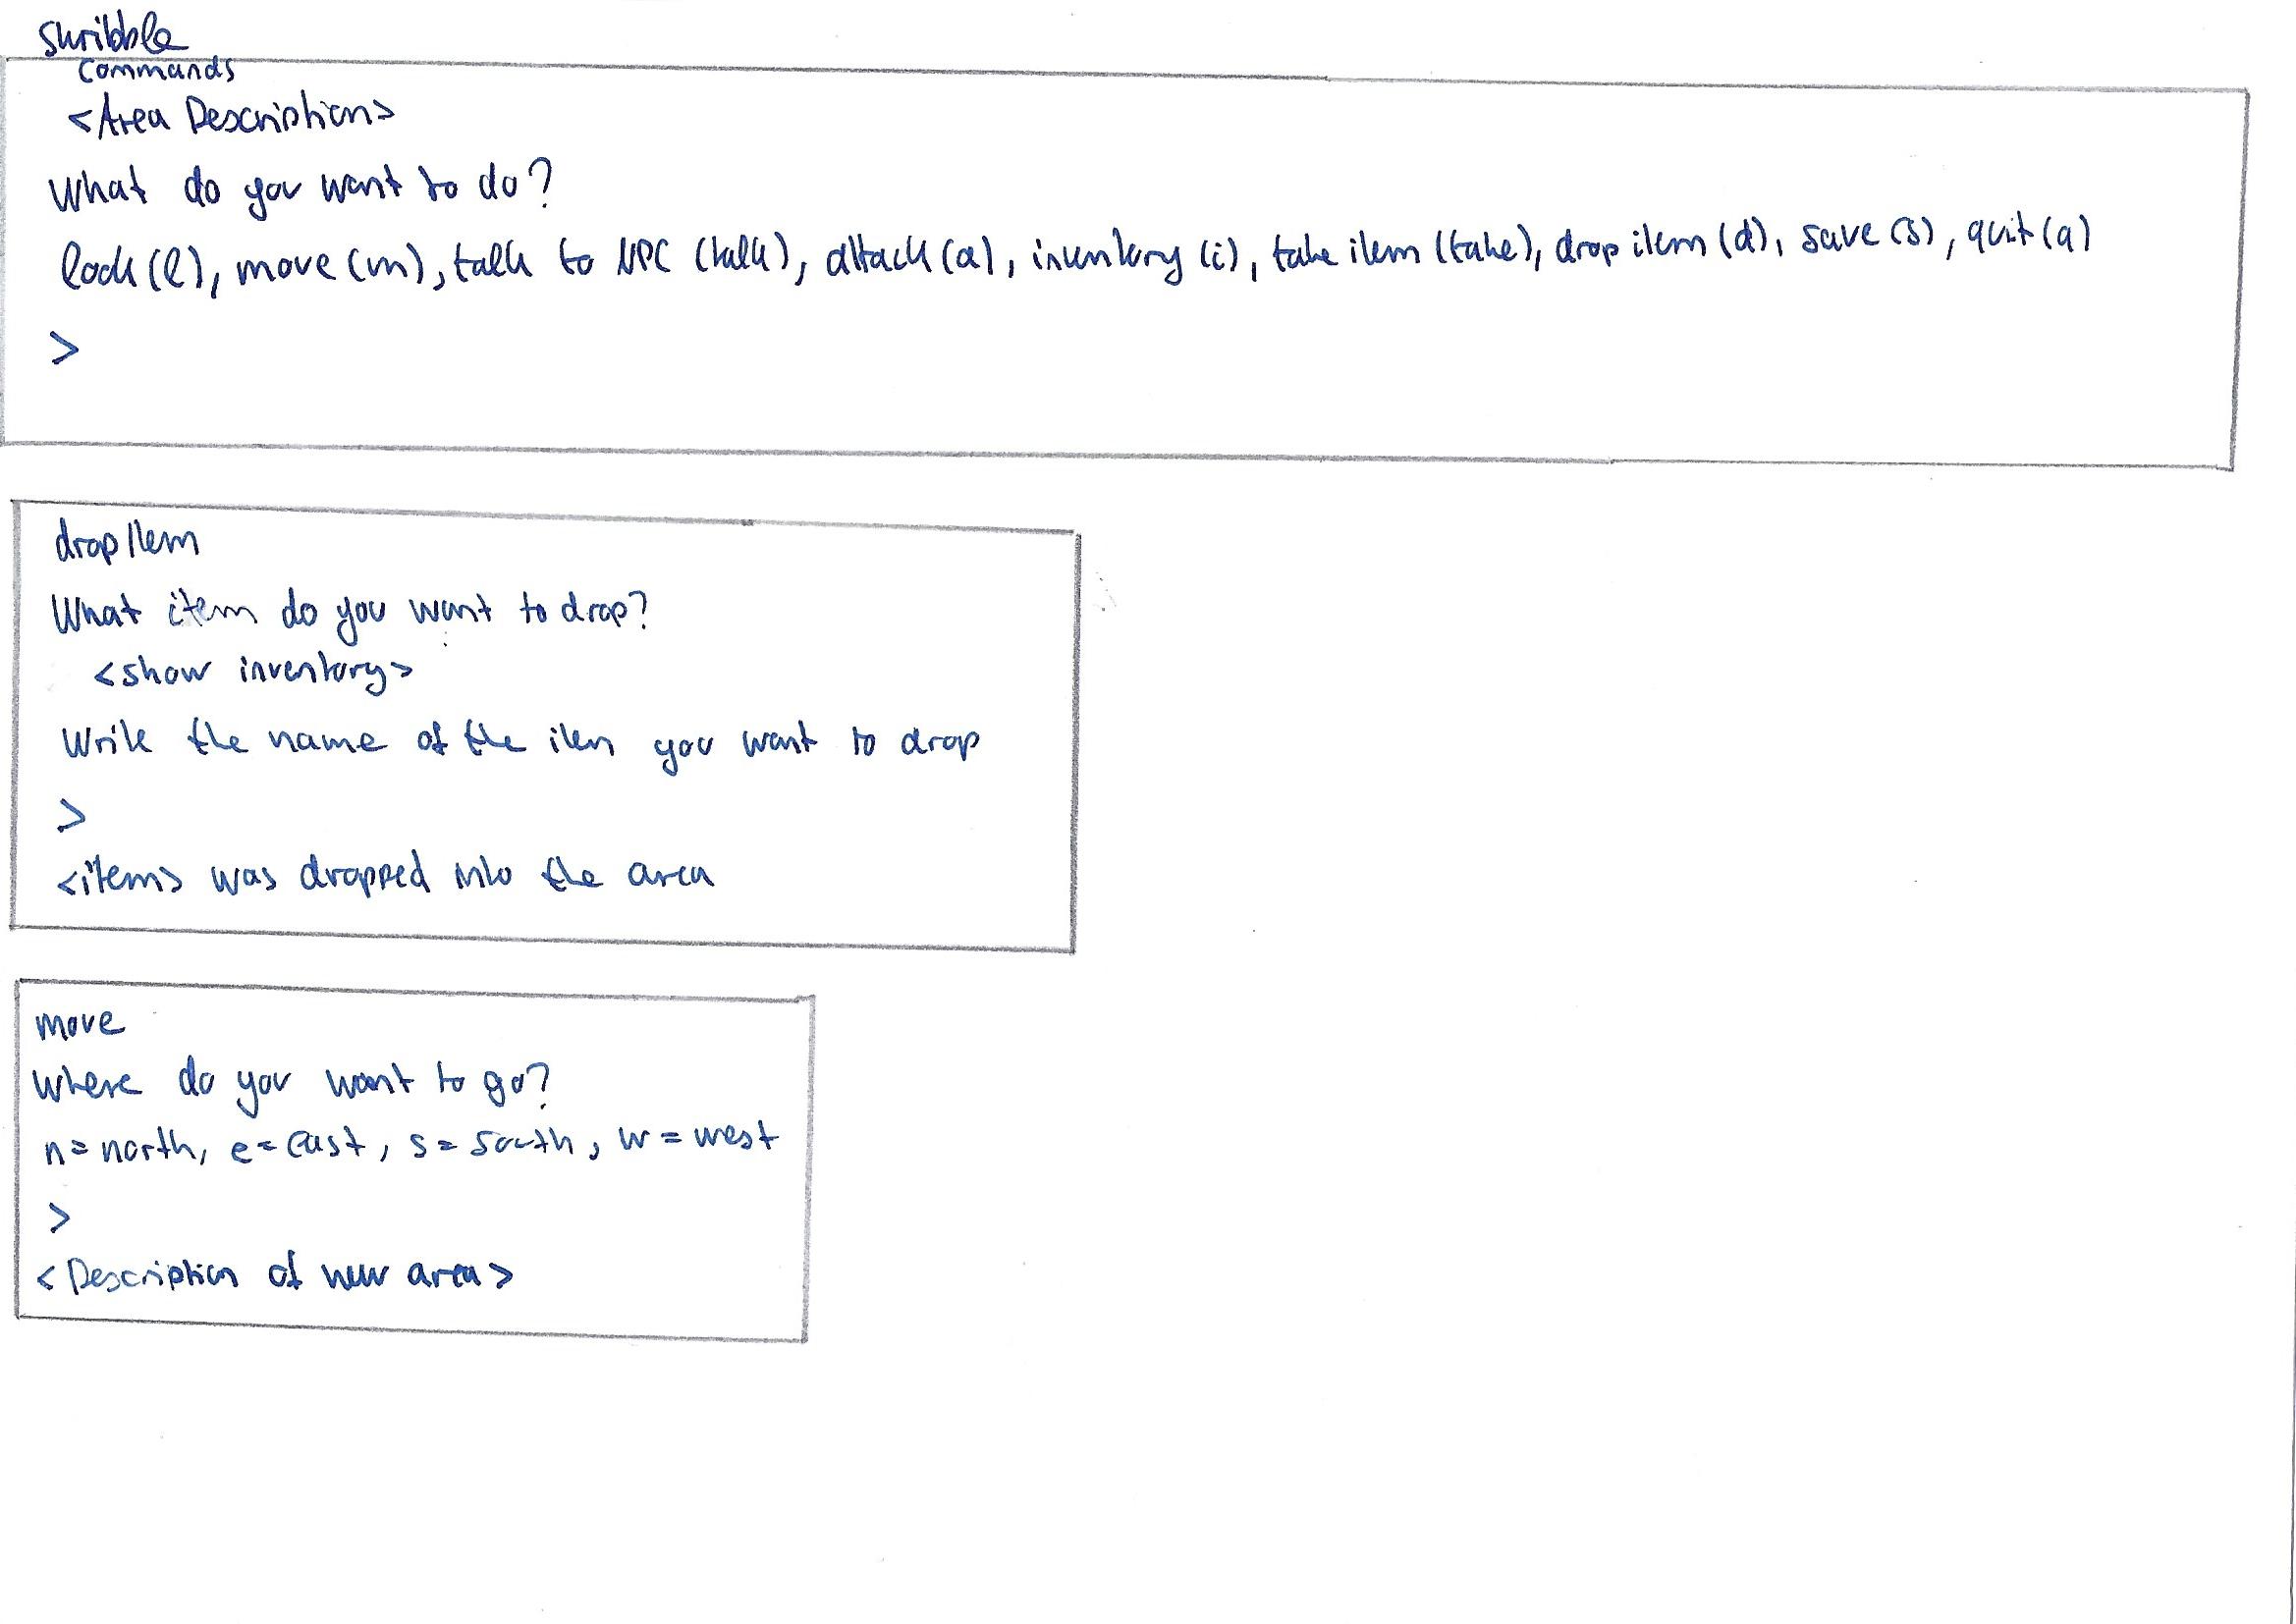 skribble
commands
<Area Description>
What do you want to do?
look (l), move (m), talk to NPC (talk), attack (a), inventory (i), take item (take), drop item (d), save (s), quit (q)
>
drop Item
What item do you want to drop?
<show inventory>
Write the name of the item you want to drop
>
<item> was dropped into the area
move
Where do you want to go?
n = north, e = east, s = south, w = west
>
<Description of new area>